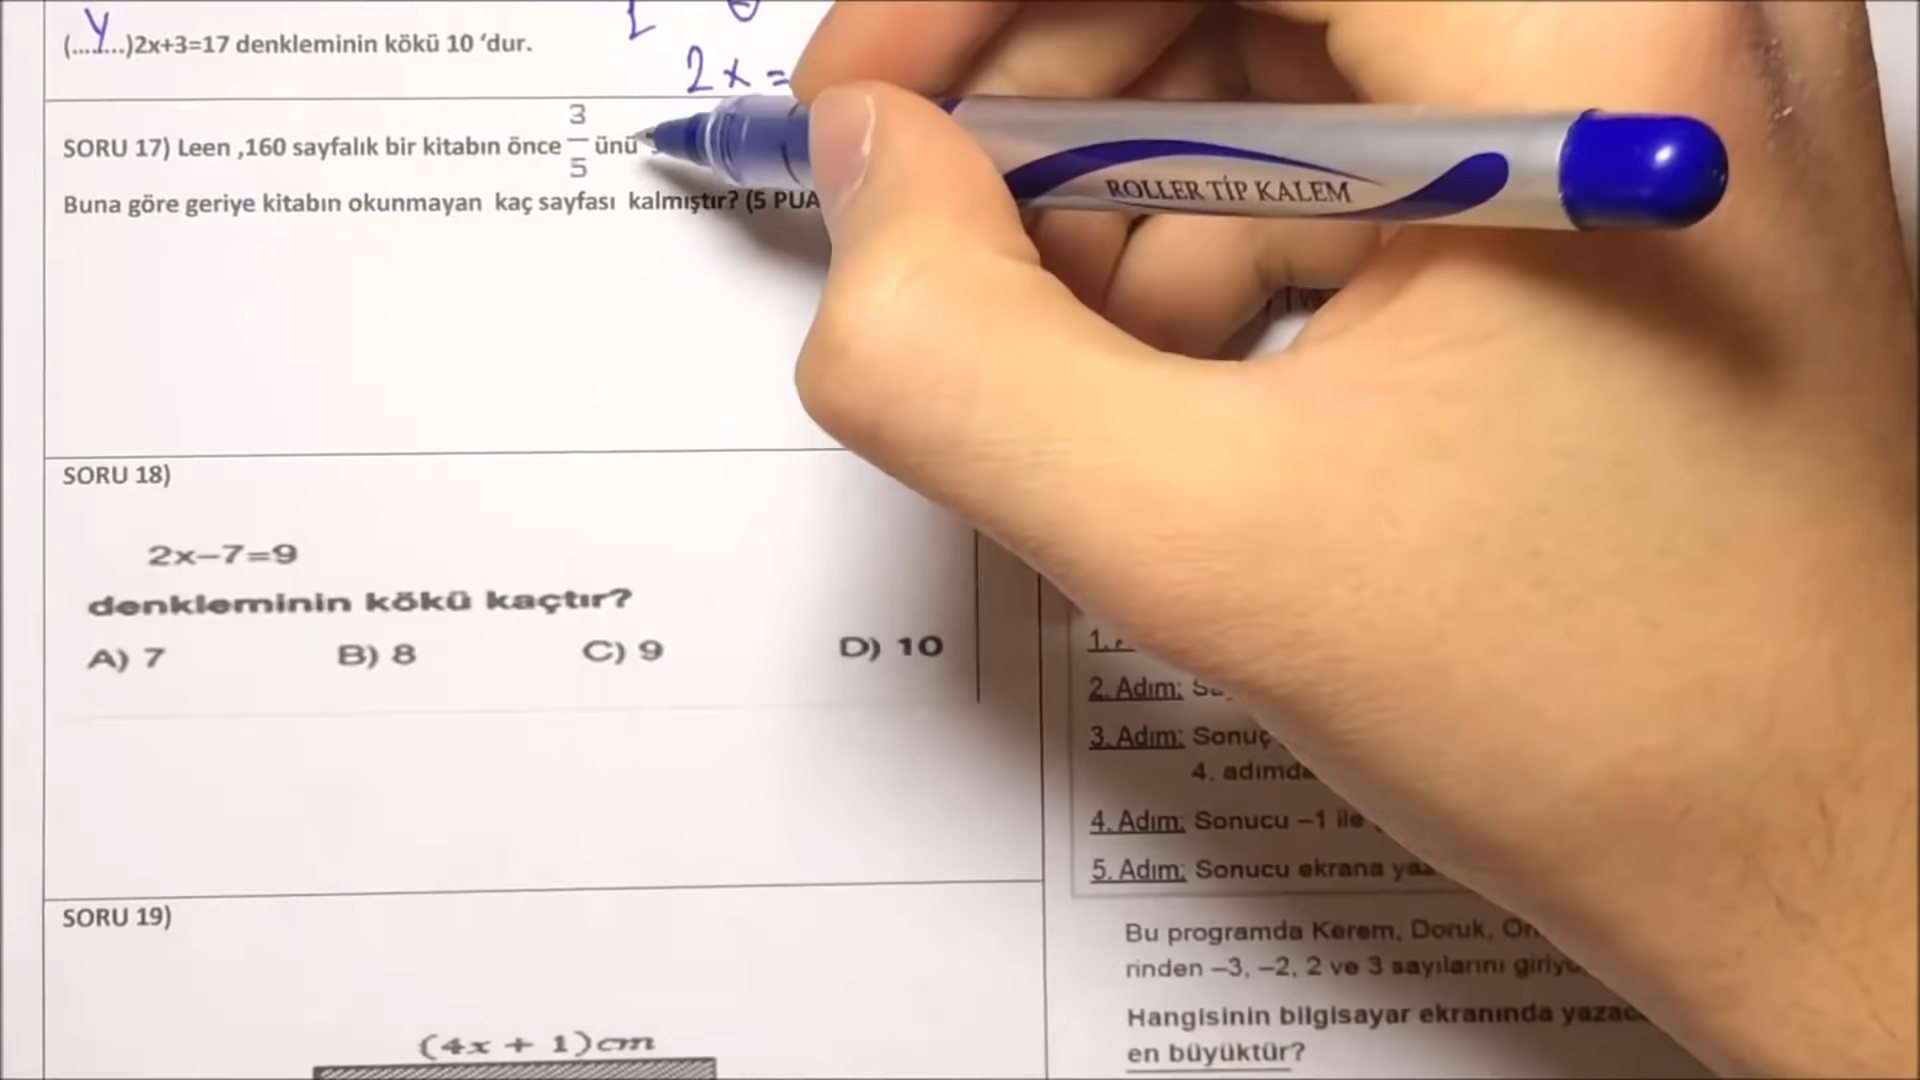 (...Y...)2x+3=17 denkleminin kökü 10 ‘dur.
2x=
SORU 17) Leen ,160 sayfalık bir kitabın önce 3/5 ünü
Buna göre geriye kitabın okunmayan kaç sayfası kalmıştır? (5 PUA
ROLLER TİP KALEM
SORU 18)
2x–7=9
denkleminin kökü kaçtır?
A) 7 B) 8 C) 9 D) 10
SORU 19)
(4x + 1)cm
1.
2. Adım:
3. Adım: Sonuç
4. adımda
4. Adım: Sonucu –1 ile
5. Adım: Sonucu ekrana
Bu programda Kerem, Doruk,
rinden –3, –2, 2 ve 3 sayılarını
Hangisinin bilgisayar ekranında
en büyüktür?